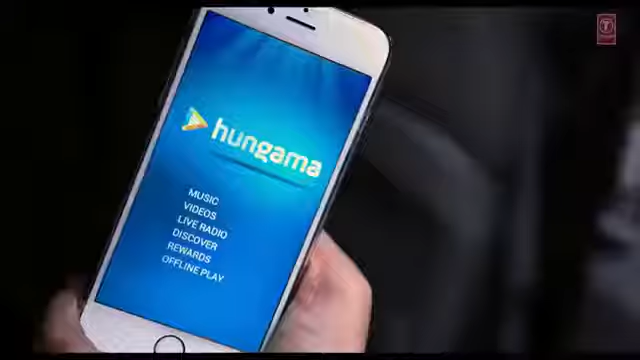 hungama
MUSIC
VIDEOS
LIVE RADIO
DISCOVER
REWARDS
OFFLINE PLAY